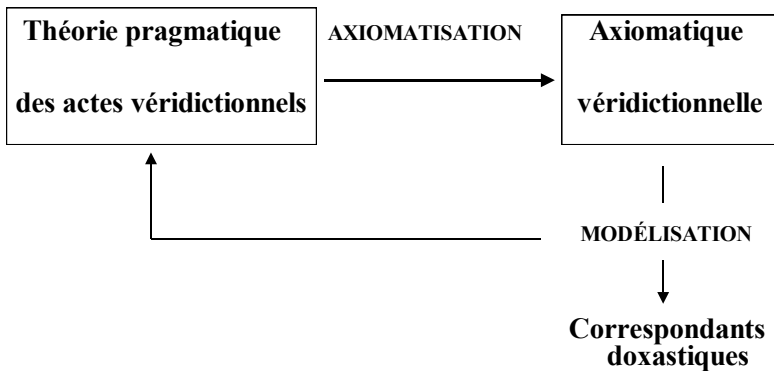 Théorie pragmatique
des actes véridictionnels
AXIOMATISATION
Axiomatique
véridictionnelle
MODÉLISATION
Correspondants
doxastiques